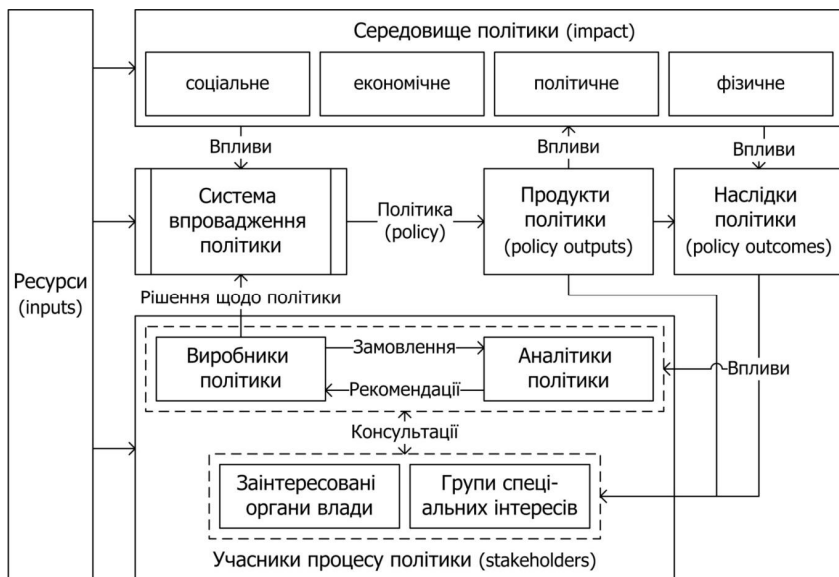 Середовище політики (impact)
соціальне
економічне
політичне
фізичне
Впливи
Впливи
Впливи
Система
впровадження
політики
Політика
(policy)
Продукти
політики
(policy outputs)
Наслідки
політики
(policy outcomes)
Ресурси
(inputs)
Рішення щодо політики
Виробники
політики
Замовлення
Рекомендації
Аналітики
політики
Впливи
Консультації
Заінтересовані
органи влади
Групи спеці-
альних інтересів
Учасники процесу політики (stakeholders)